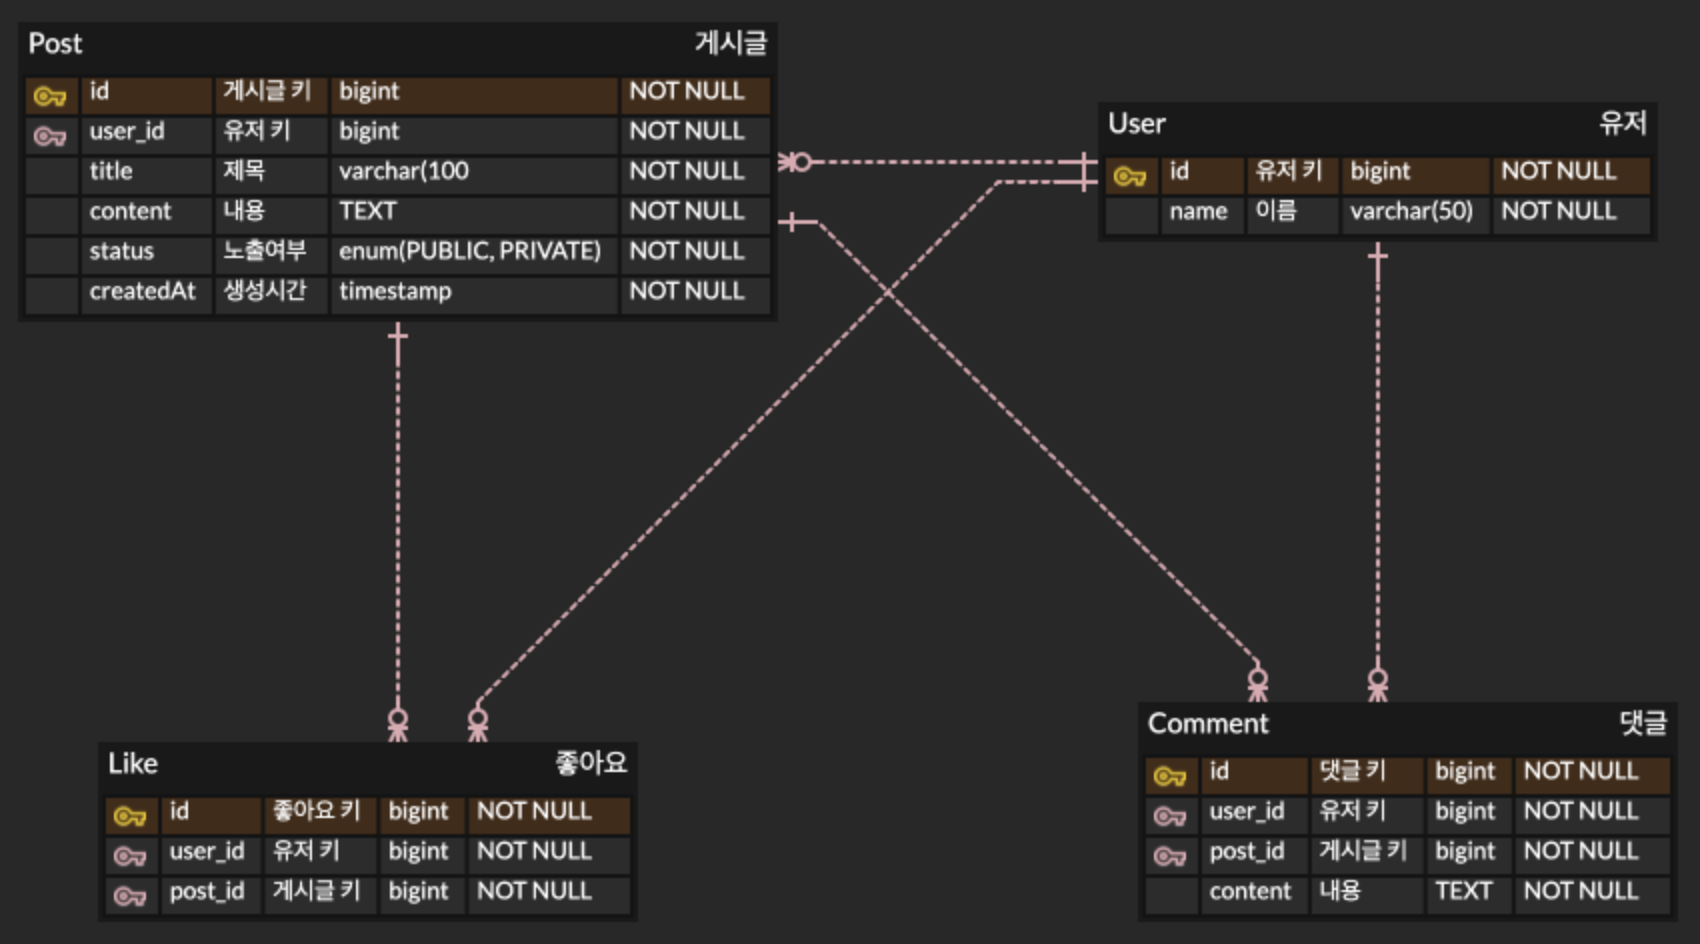 Post 게시글
id 게시글 키 bigint NOT NULL
user_id 유저 키 bigint NOT NULL
title 제목 varchar(100 NOT NULL
content 내용 TEXT NOT NULL
status 노출여부 enum(PUBLIC, PRIVATE) NOT NULL
createdAt 생성시간 timestamp NOT NULL
User 유저
id 유저 키 bigint NOT NULL
name 이름 varchar(50) NOT NULL
Like 좋아요
id 좋아요 키 bigint NOT NULL
user_id 유저 키 bigint NOT NULL
post_id 게시글 키 bigint NOT NULL
Comment 댓글
id 댓글 키 bigint NOT NULL
user_id 유저 키 bigint NOT NULL
post_id 게시글 키 bigint NOT NULL
content 내용 TEXT NOT NULL